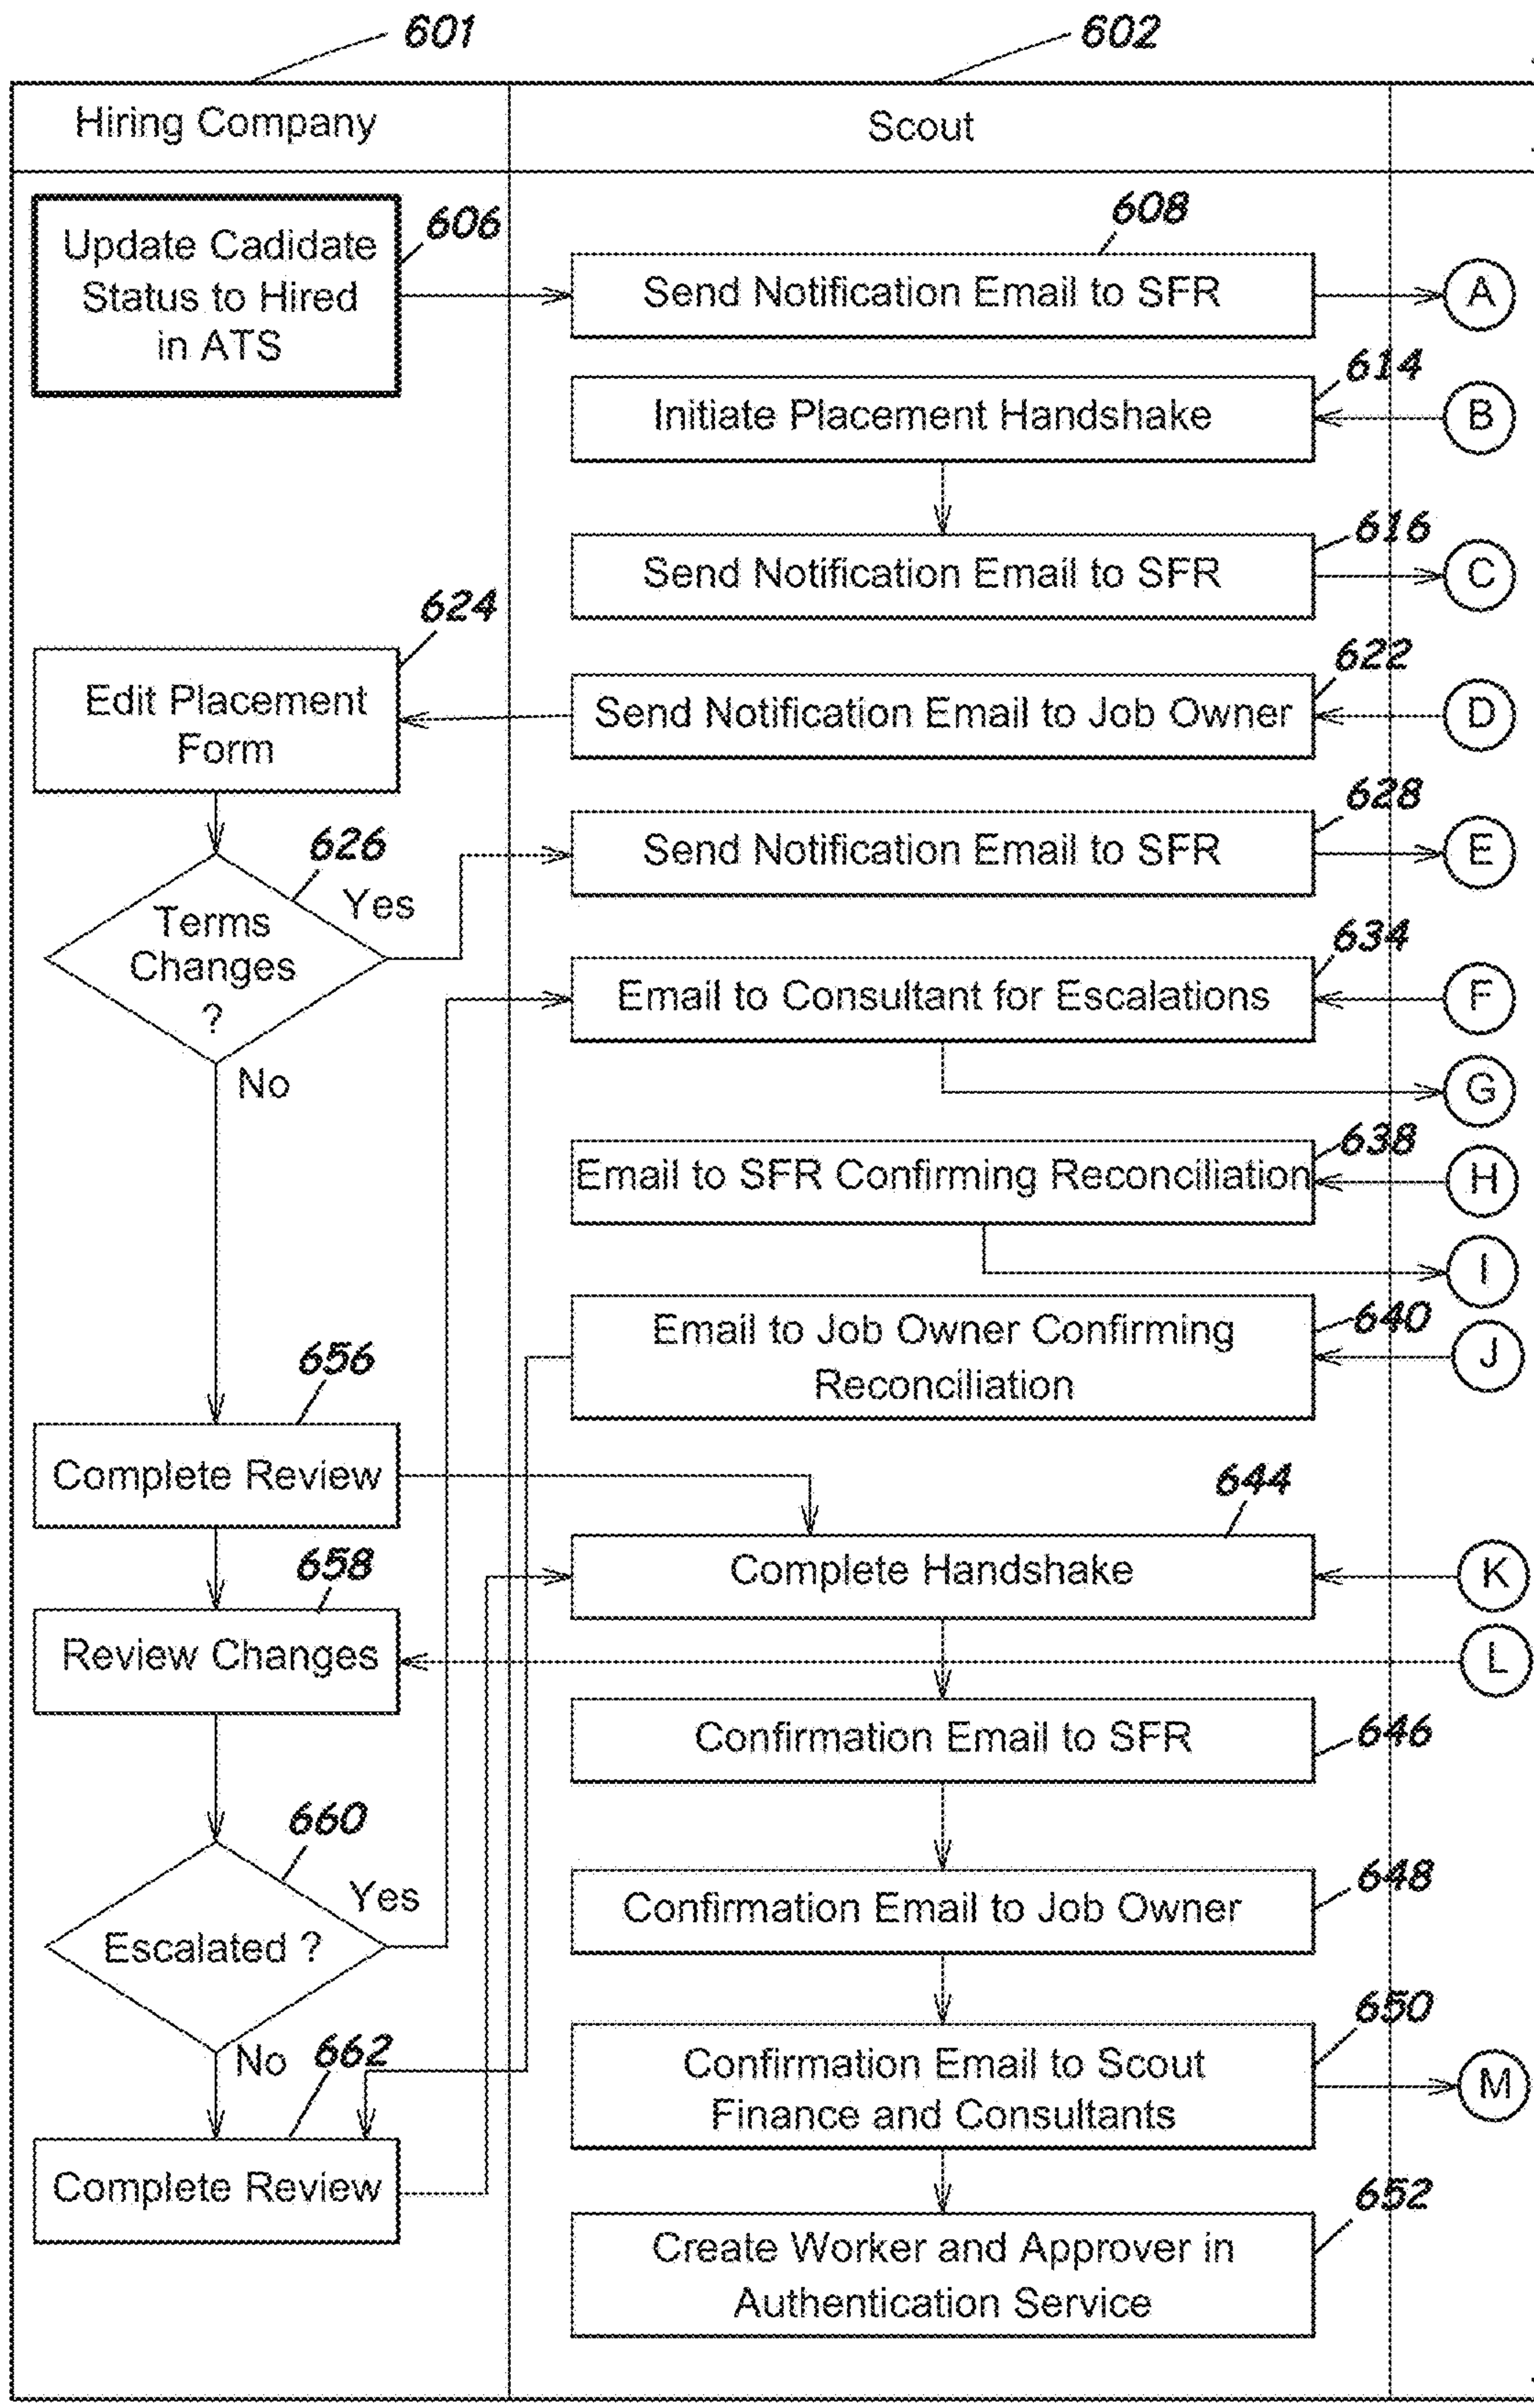 601
602
Hiring Company
Scout
606
608
Update Cadidate
Status to Hired
in ATS
Send Notification Email to SFR
A
614
Initiate Placement Handshake
B
616
Send Notification Email to SFR
C
624
622
Edit Placement
Form
Send Notification Email to Job Owner
D
628
626
Yes
Send Notification Email to SFR
E
Terms
Changes
?
No
634
Email to Consultant for Escalations
F
G
638
Email to SFR Confirming Reconciliation
H
I
640
Email to Job Owner Confirming
Reconciliation
J
656
Complete Review
644
Complete Handshake
K
658
Review Changes
L
Confirmation Email to SFR
646
660
Yes
Escalated ?
No
Confirmation Email to Job Owner
648
650
Confirmation Email to Scout
Finance and Consultants
M
662
Complete Review
652
Create Worker and Approver in
Authentication Service